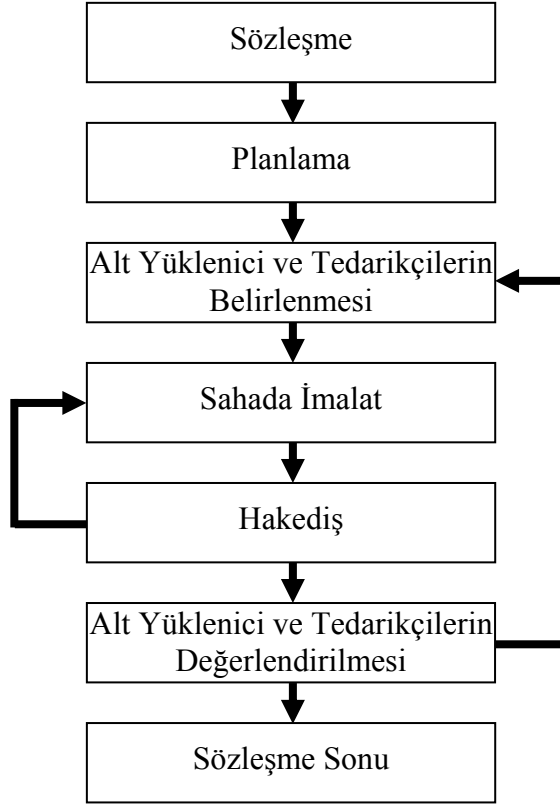 Sözleşme
Planlama
Alt Yüklenici ve Tedarikçilerin
Belirlenmesi
Sahada İmalat
Hakediş
Alt Yüklenici ve Tedarikçilerin
Değerlendirilmesi
Sözleşme Sonu